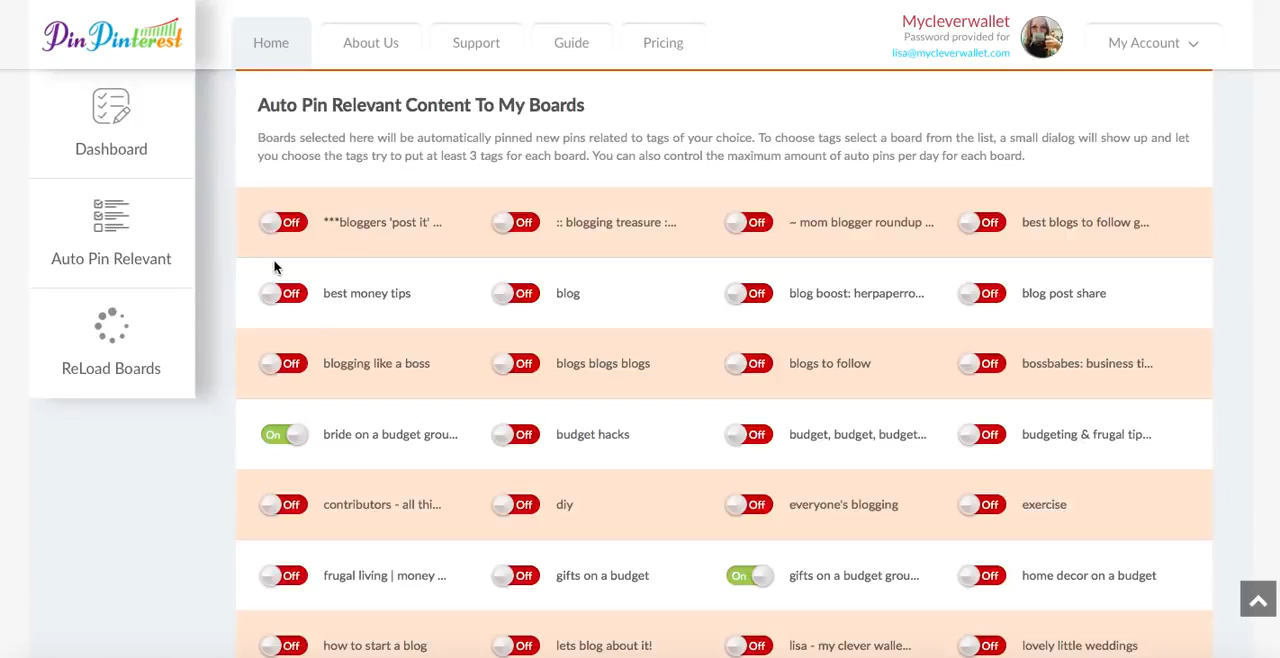 PinPinterest
Home
About Us
Support
Guide
Pricing
Mycleverwallet
Password provided for
lisa@mycleverwallet.com
My Account
Dashboard
Auto Pin Relevant
ReLoad Boards
Auto Pin Relevant Content To My Boards
Boards selected here will be automatically pinned new pins related to tags of your choice. To choose tags select a board from the list, a small dialog will show up and let
you choose the tags try to put at least 3 tags for each board. You can also control the maximum amount of auto pins per day for each board.
Off ***bloggers 'post it' ... Off :: blogging treasure :... Off ~ mom blogger roundup ... Off best blogs to follow g...
Off best money tips Off blog Off blog boost: herpaperro... Off blog post share
Off blogging like a boss Off blogs blogs blogs Off blogs to follow Off bossbabes: business ti...
On bride on a budget grou... Off budget hacks Off budget, budget, budget... Off budgeting & frugal tip...
Off contributors - all thi... Off diy Off everyone's blogging Off exercise
Off frugal living | money ... Off gifts on a budget On gifts on a budget grou... Off home decor on a budget
Off how to start a blog Off lets blog about it! Off lisa - my clever walle... Off lovely little weddings